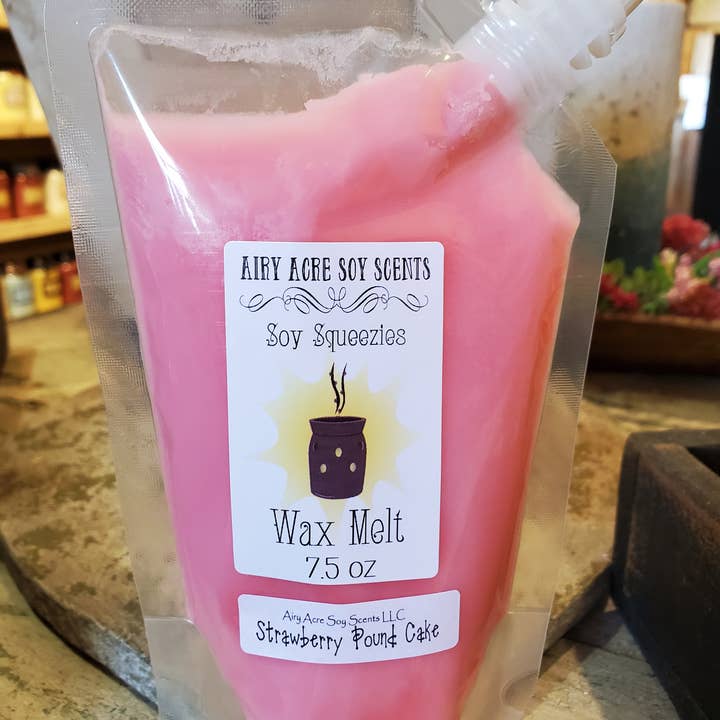 AIRY ACRE SOY SCENTS
Soy Squeezies
Wax Melt
7.5 oz
Airy Acre Soy Scents LLC
Strawberry Pound Cake